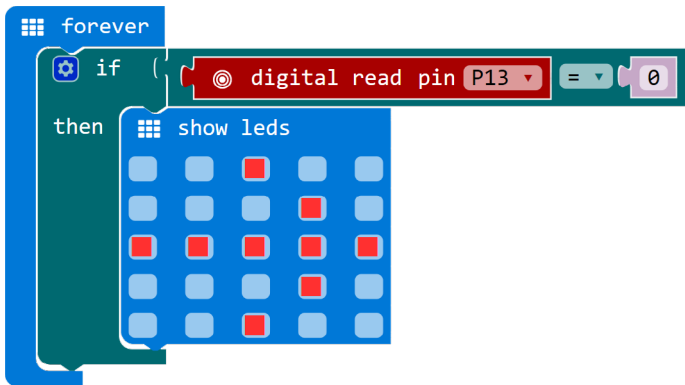 forever
if digital read pin P13 = 0
then show leds